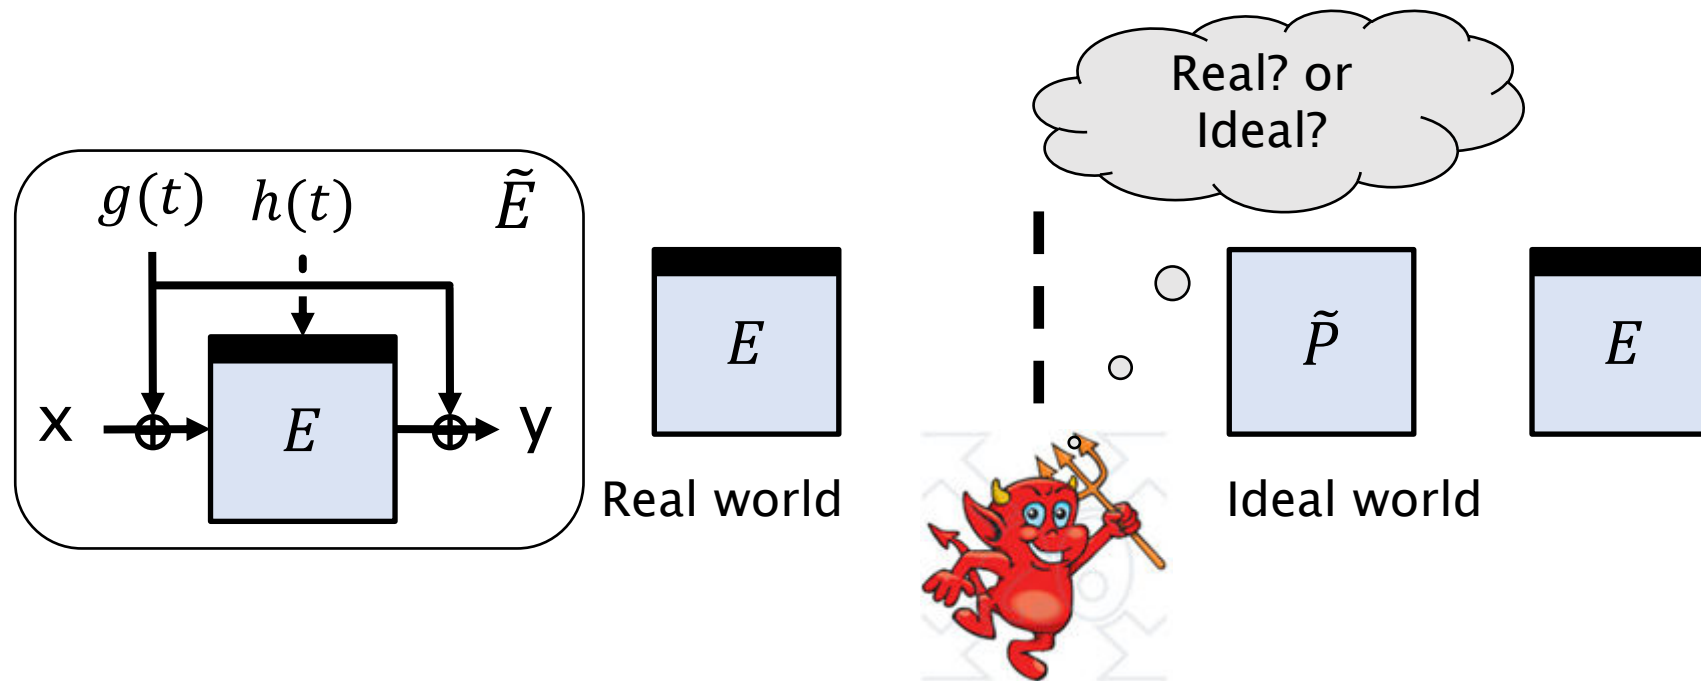 Real? or
Ideal?
g(t) h(t) Ẽ
E P̃ E
x E y
Real world Ideal world